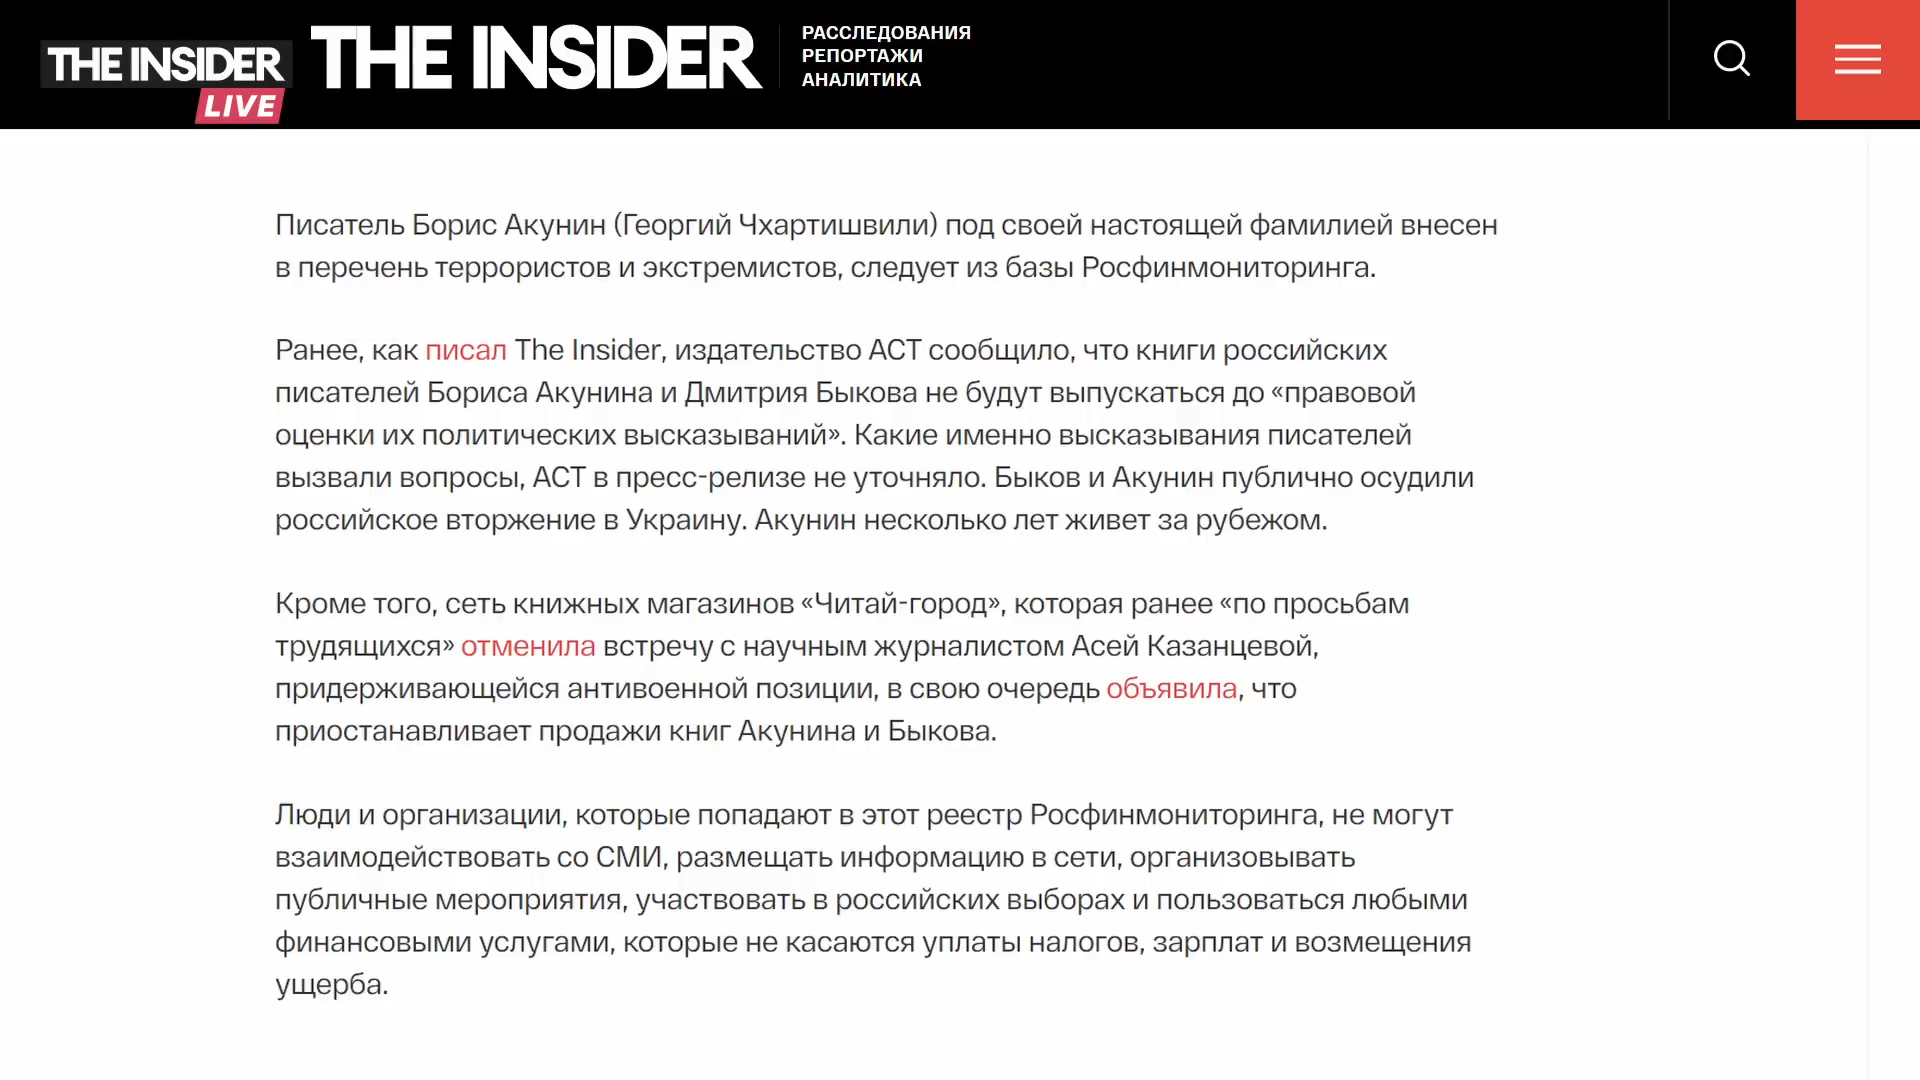 THE INSIDER
LIVE
THE INSIDER
РАССЛЕДОВАНИЯ
РЕПОРТАЖИ
АНАЛИТИКА
Писатель Борис Акунин (Георгий Чхартишвили) под своей настоящей фамилией внесен
в перечень террористов и экстремистов, следует из базы Росфинмониторинга.
Ранее, как писал The Insider, издательство АСТ сообщило, что книги российских
писателей Бориса Акунина и Дмитрия Быкова не будут выпускаться до «правовой
оценки их политических высказываний». Какие именно высказывания писателей
вызвали вопросы, АСТ в пресс-релизе не уточняло. Быков и Акунин публично осудили
российское вторжение в Украину. Акунин несколько лет живет за рубежом.
Кроме того, сеть книжных магазинов «Читай-город», которая ранее «по просьбам
трудящихся» отменила встречу с научным журналистом Асей Казанцевой,
придерживающейся антивоенной позиции, в свою очередь объявила, что
приостанавливает продажи книг Акунина и Быкова.
Люди и организации, которые попадают в этот реестр Росфинмониторинга, не могут
взаимодействовать со СМИ, размещать информацию в сети, организовывать
публичные мероприятия, участвовать в российских выборах и пользоваться любыми
финансовыми услугами, которые не касаются уплаты налогов, зарплат и возмещения
ущерба.